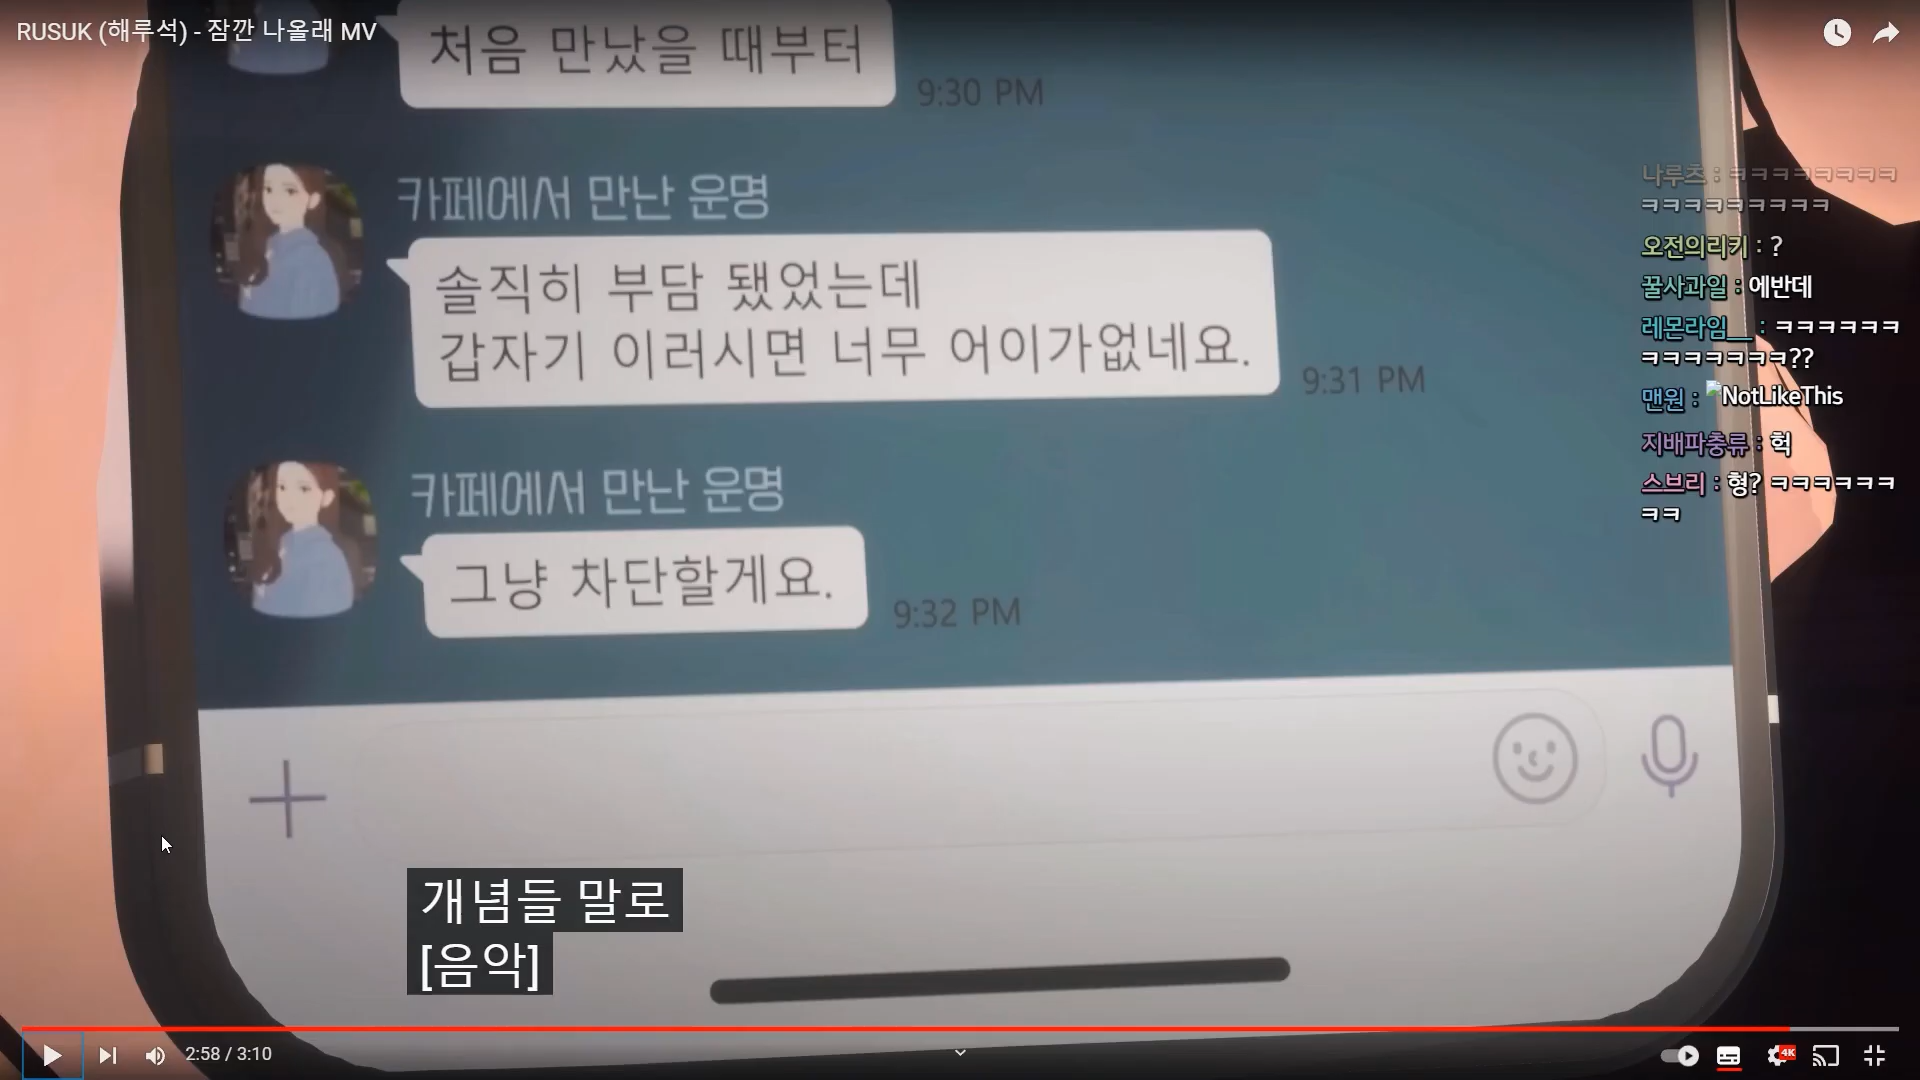 RUSUK (해루석) - 잠깐 나올래 MV
처음 만났을 때부터
9:30 PM
카페에서 만난 운명
솔직히 부담 됐었는데
갑자기 이러시면 너무 어이가없네요.
9:31 PM
카페에서 만난 운명
그냥 차단할게요.
9:32 PM
나루츠 : ㅋㅋㅋㅋㅋㅋㅋㅋ
ㅋㅋㅋㅋㅋㅋㅋㅋㅋ
오전의리키 : ?
꿀사과일 : 에반데
레몬라임__ : ㅋㅋㅋㅋㅋㅋ
ㅋㅋㅋㅋㅋㅋㅋ??
맨원 : NotLikeThis
지배파충류 : 헉
스브리 : 형? ㅋㅋㅋㅋㅋㅋ
ㅋㅋ
개념들 말로
[음악]
2:58 / 3:10
4K